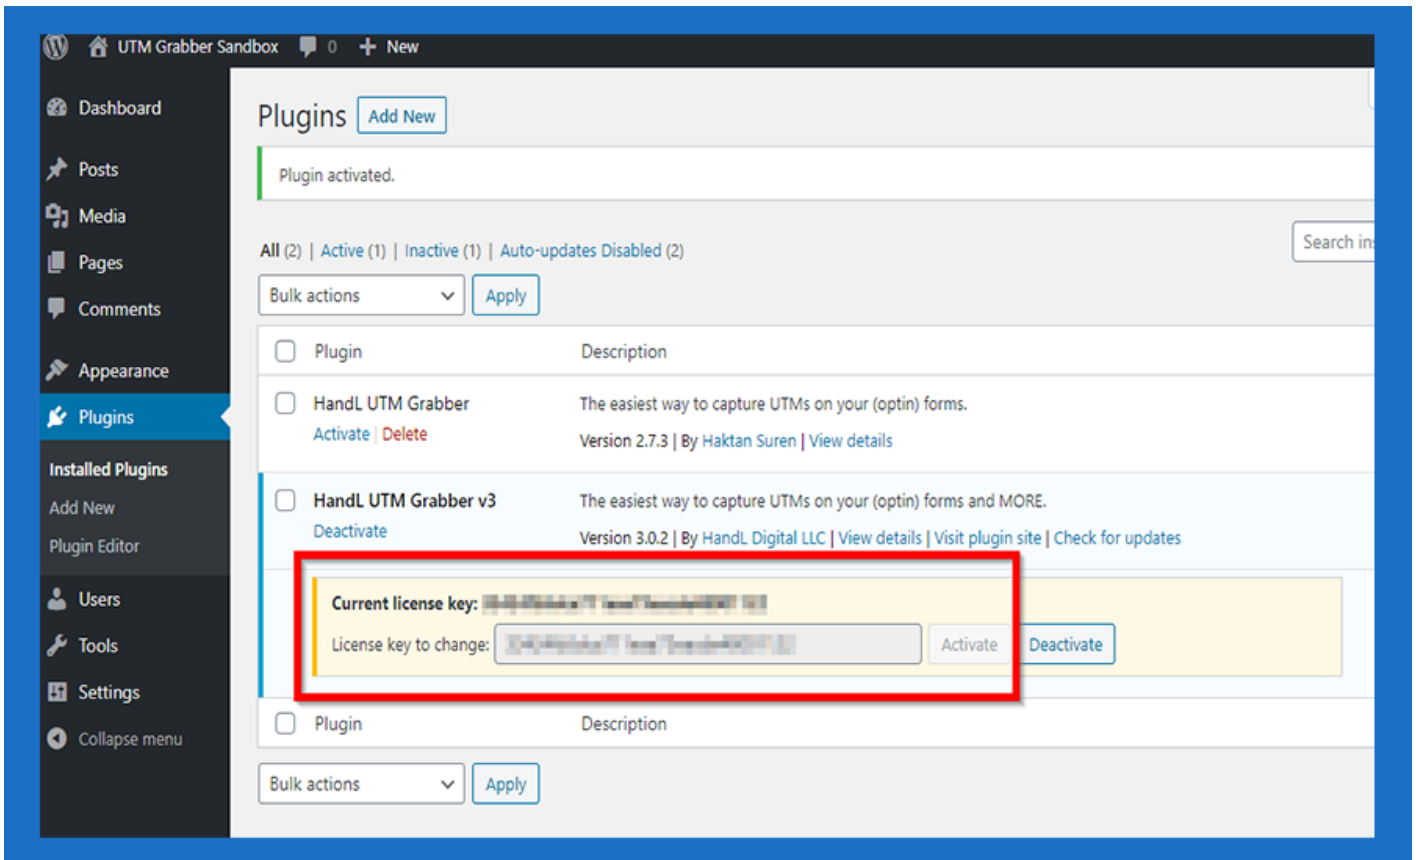 UTM Grabber Sandbox 0 New
Dashboard
Posts
Media
Pages
Comments
Appearance
Plugins
Installed Plugins
Add New
Plugin Editor
Users
Tools
Settings
Collapse menu
Plugins Add New
Plugin activated.
All (2) | Active (1) | Inactive (1) | Auto-updates Disabled (2)
Search in
Bulk actions Apply
Plugin Description
HandL UTM Grabber The easiest way to capture UTMs on your (optin) forms.
Activate | Delete Version 2.7.3 | By Haktan Suren | View details
HandL UTM Grabber v3 The easiest way to capture UTMs on your (optin) forms and MORE.
Deactivate Version 3.0.2 | By HandL Digital LLC | View details | Visit plugin site | Check for updates
Current license key:
License key to change: Activate Deactivate
Plugin Description
Bulk actions Apply